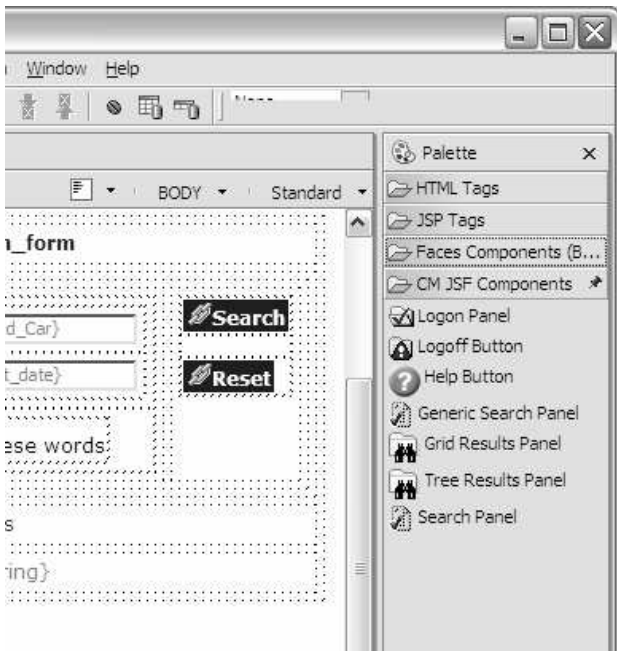 Window Help
BODY Standard
n_form
d_Car}
Search
t_date}
Reset
ese words:
s
ring}
Palette
HTML Tags
JSP Tags
Faces Components (B...
CM JSF Components
Logon Panel
Logoff Button
Help Button
Generic Search Panel
Grid Results Panel
Tree Results Panel
Search Panel